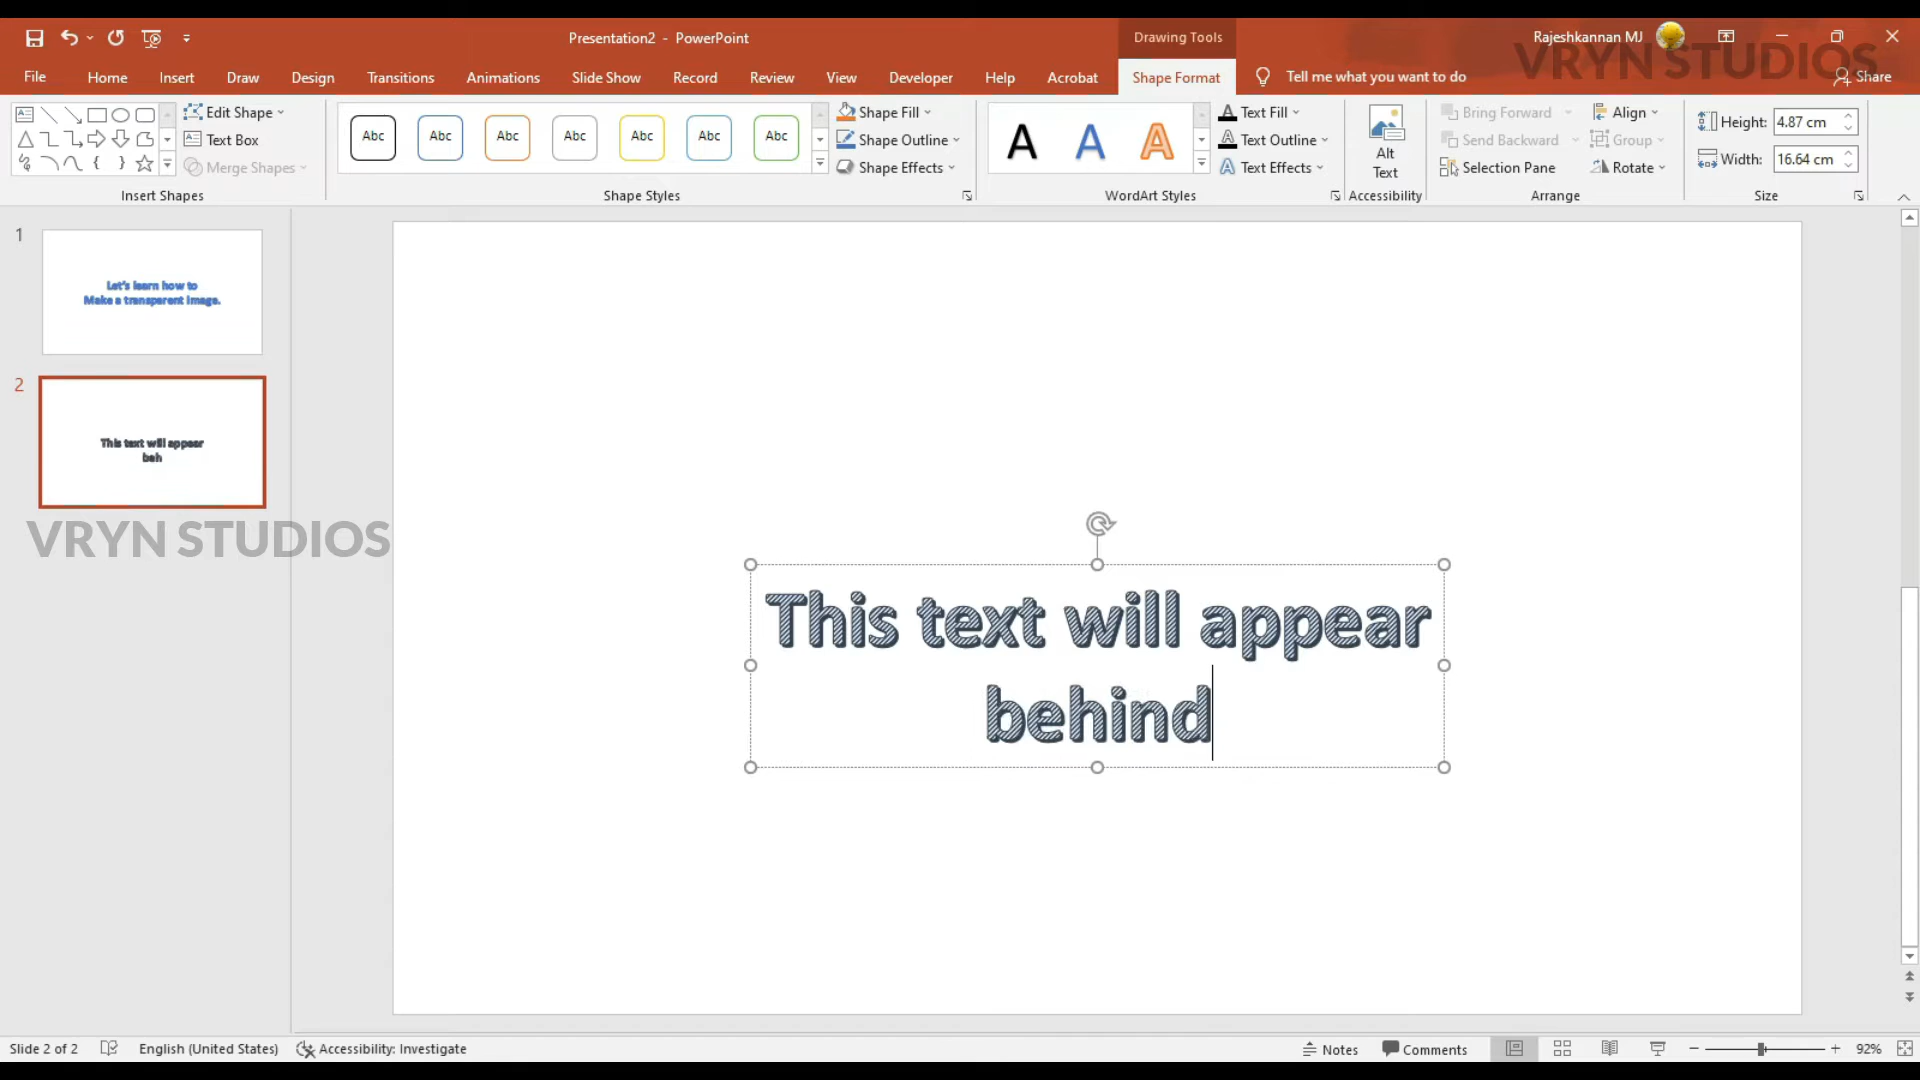 Presentation2 - PowerPoint
Drawing Tools
Rajeshkannan MJ
VRYN STUDIOS
File Home Insert Draw Design Transitions Animations Slide Show Record Review View Developer Help Acrobat Shape Format Tell me what you want to do Share
Edit Shape
Text Box
Merge Shapes
Insert Shapes
Abc Abc Abc Abc Abc Abc Abc
Shape Styles
Shape Fill
Shape Outline
Shape Effects
A A A
WordArt Styles
Text Fill
Text Outline
Text Effects
Alt
Text
Accessibility
Bring Forward
Send Backward
Selection Pane
Align
Group
Rotate
Arrange
Height: 4.87 cm
Width: 16.64 cm
Size
1
Let's learn how to
Make a transparent image.
2
This text will appear
beh
VRYN STUDIOS
This text will appear
behind
Slide 2 of 2 English (United States) Accessibility: Investigate Notes Comments 92%